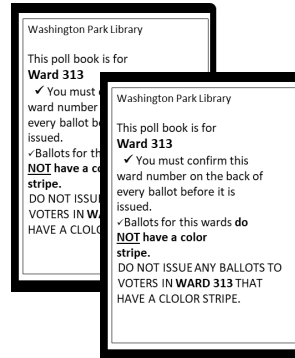 Washington Park Library
This poll book is for
Ward 313
✓ You must
ward number
every ballot be
issued.
✓Ballots for th
NOT have a co
stripe.
DO NOT ISSUE
VOTERS IN WA
HAVE A CLOLO
Washington Park Library
This poll book is for
Ward 313
✓ You must confirm this
ward number on the back of
every ballot before it is
issued.
✓Ballots for this wards do
NOT have a color
stripe.
DO NOT ISSUE ANY BALLOTS TO
VOTERS IN WARD 313 THAT
HAVE A CLOLOR STRIPE.